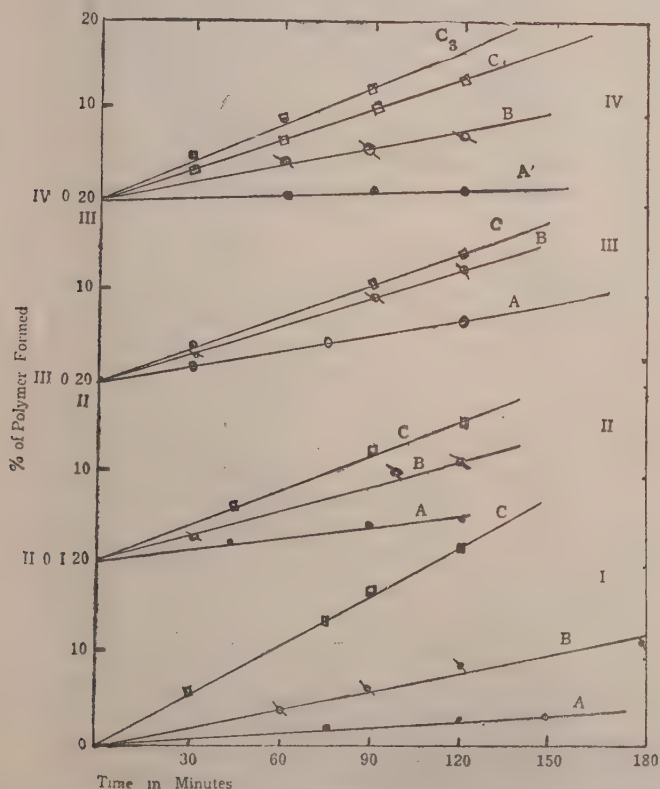 20
C3
C1
10
B
IV
A'
IV 0 20
III
C
B
III
10
A
III 0 20
II
C
II
10
B
A
C
II 0 I 20
I
10
B
A
0
30 60 90 120 150 180
Time in Minutes
% of Polymer Formed